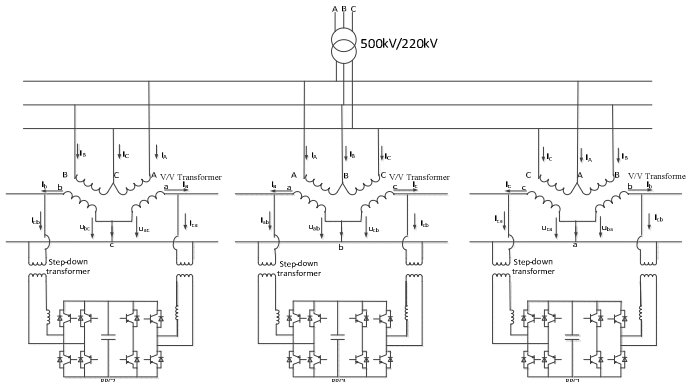 A B C
500kV/220kV
IB
IC
IA
IA
IB
IC
IC
IA
IB
B
C
A
V/V Transformer
A
B
C
V/V Transformer
C
A
B
V/V Transforme
Ib
b
a
Ia
Ia
a
c
Ic
Ic
c
b
Ib
ubc
uac
Ica
Iab
uab
ucb
Icb
Ica
uca
uba
Icb
c
b
a
Step-down
transformer
Step-down
transformer
Step-down
transformer